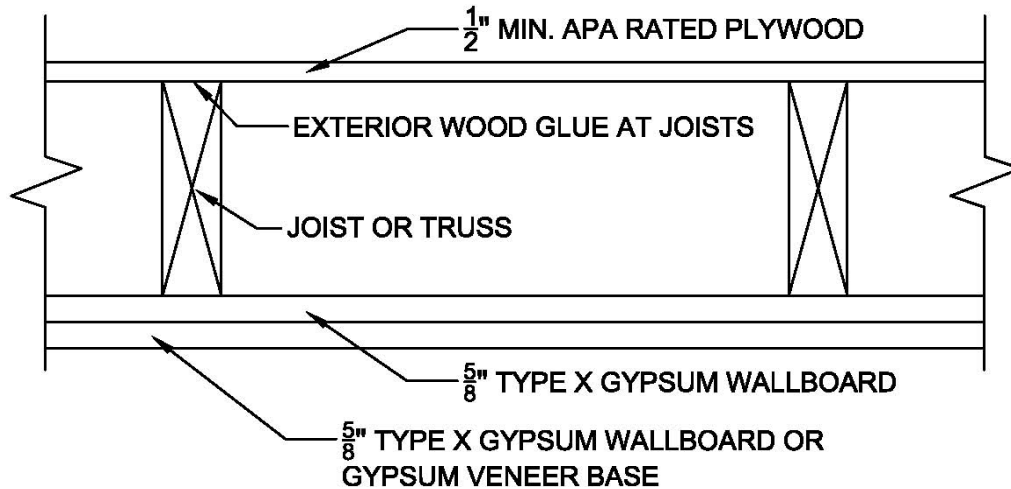 1/2" MIN. APA RATED PLYWOOD
EXTERIOR WOOD GLUE AT JOISTS
JOIST OR TRUSS
5/8" TYPE X GYPSUM WALLBOARD
5/8" TYPE X GYPSUM WALLBOARD OR
GYPSUM VENEER BASE